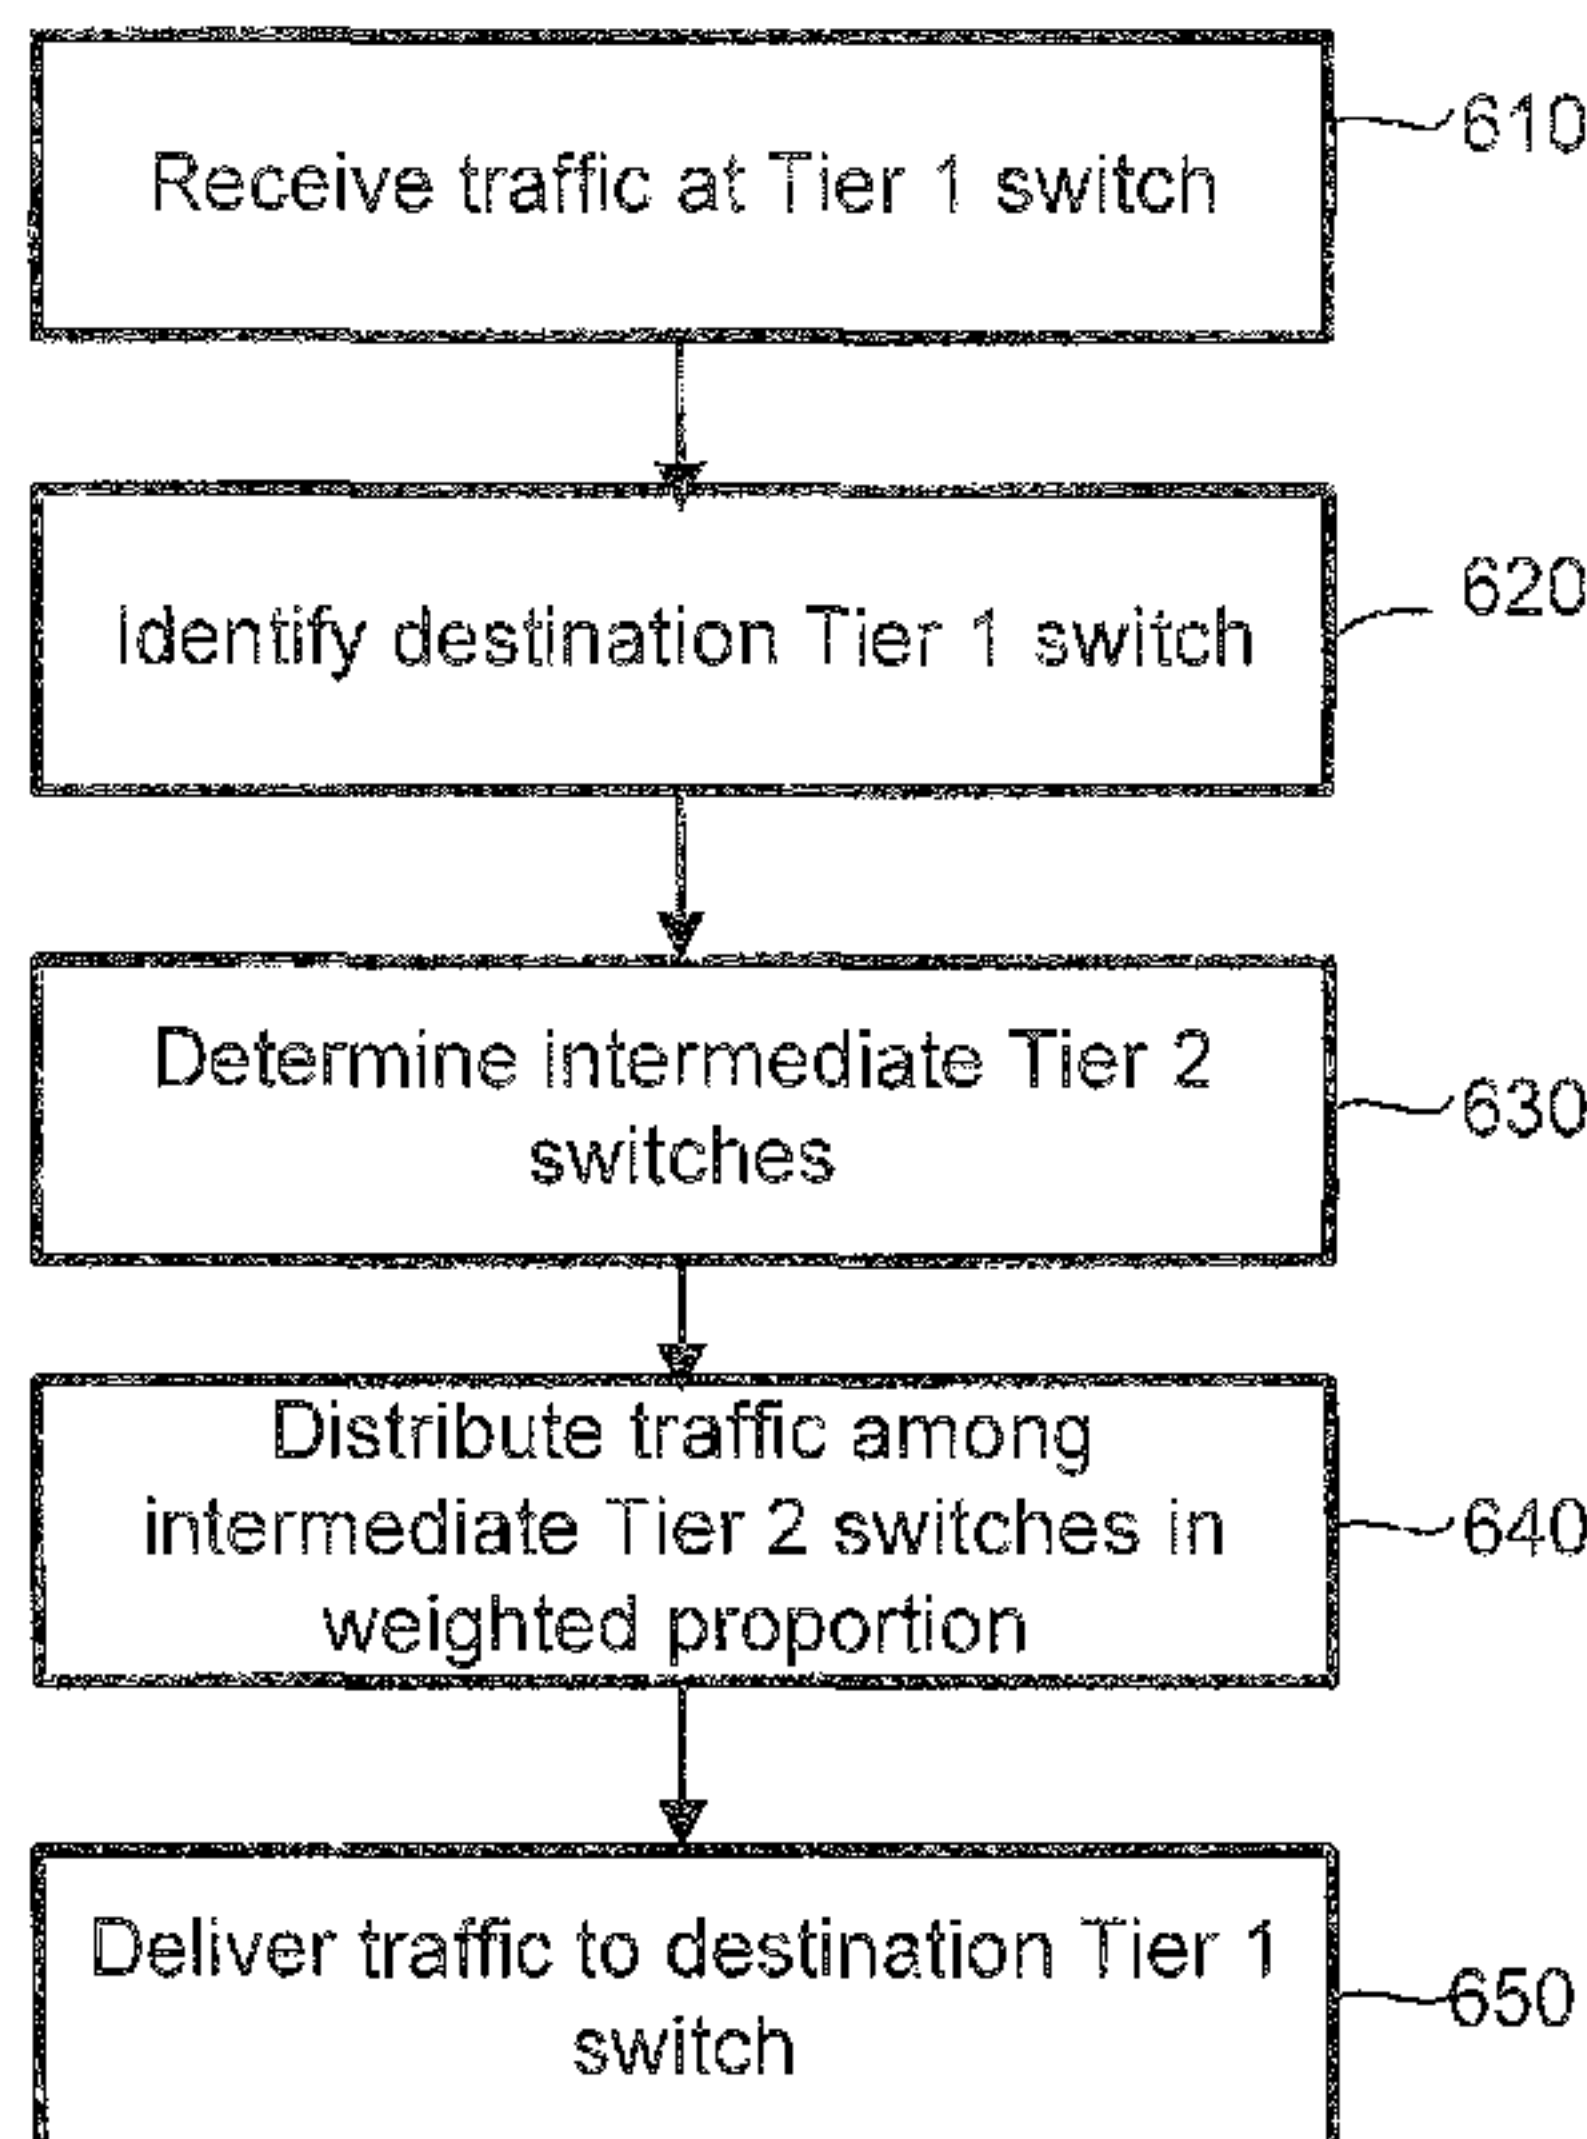 Receive traffic at Tier 1 switch
610
Identify destination Tier 1 switch
620
Determine intermediate Tier 2
switches
630
Distribute traffic among
intermediate Tier 2 switches in
weighted proportion
640
Deliver traffic to destination Tier 1
switch
650